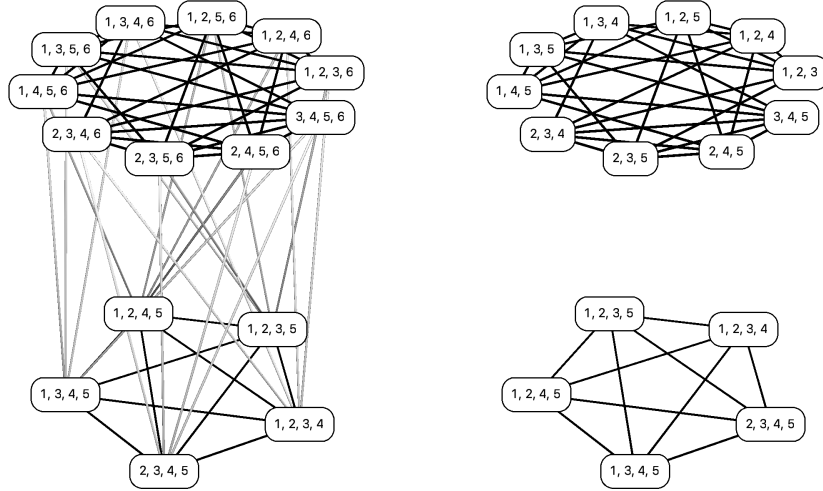 1, 3, 4, 6
1, 2, 5, 6
1, 2, 4, 6
1, 3, 5, 6
1, 2, 3, 6
1, 4, 5, 6
3, 4, 5, 6
2, 3, 4, 6
2, 3, 5, 6
2, 4, 5, 6
1, 2, 4, 5
1, 2, 3, 5
1, 3, 4, 5
1, 2, 3, 4
2, 3, 4, 5
1, 3, 4
1, 2, 5
1, 2, 4
1, 3, 5
1, 2, 3
1, 4, 5
3, 4, 5
2, 3, 4
2, 3, 5
2, 4, 5
1, 2, 3, 5
1, 2, 3, 4
1, 2, 4, 5
2, 3, 4, 5
1, 3, 4, 5